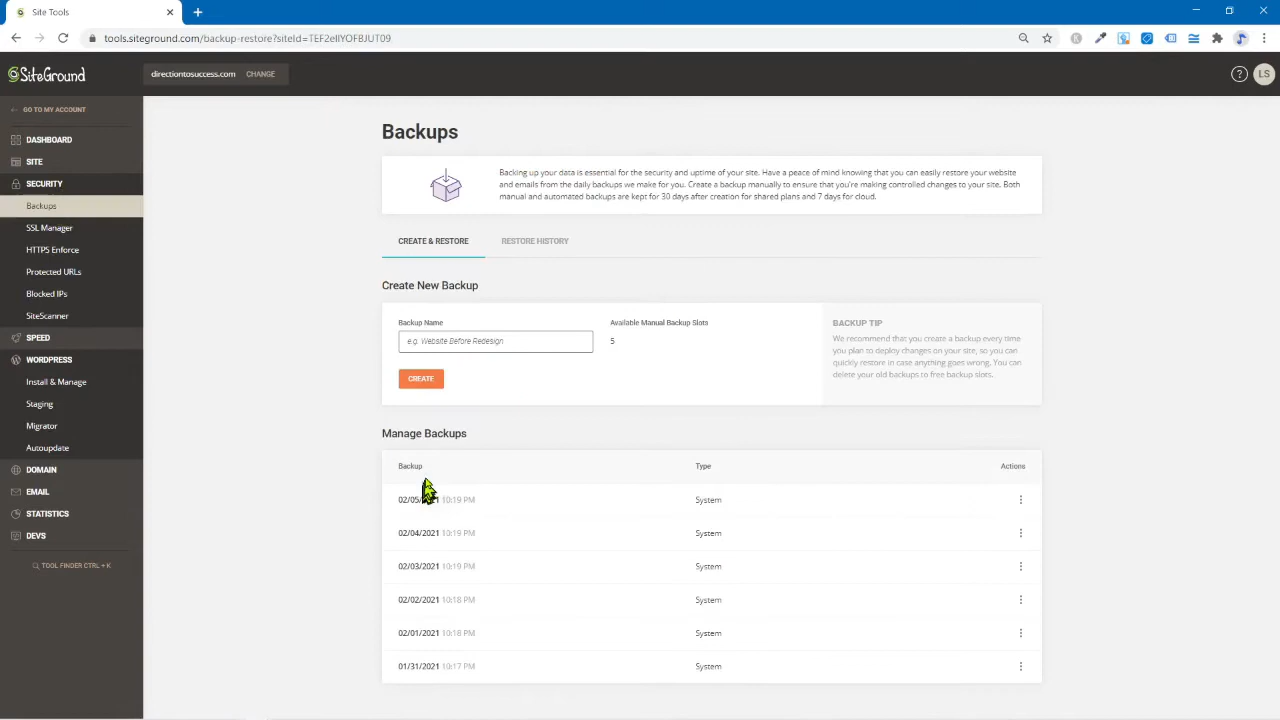 Site Tools
tools.siteground.com/backup-restore?siteId=TEF2ellYOFBJUT09
SiteGround
directiontosuccess.com CHANGE
? LS
GO TO MY ACCOUNT
DASHBOARD
SITE
SECURITY
Backups
SSL Manager
HTTPS Enforce
Protected URLs
Blocked IPs
SiteScanner
SPEED
WORDPRESS
Install & Manage
Staging
Migrator
Autoupdate
DOMAIN
EMAIL
STATISTICS
DEVS
TOOL FINDER CTRL + K
Backups
Backing up your data is essential for the security and uptime of your site. Have a peace of mind knowing that you can easily restore your website
and emails from the daily backups we make for you. Create a backup manually to ensure that you're making controlled changes to your site. Both
manual and automated backups are kept for 30 days after creation for shared plans and 7 days for cloud.
CREATE & RESTORE RESTORE HISTORY
Create New Backup
Backup Name
e.g. Website Before Redesign
CREATE
Available Manual Backup Slots
5
BACKUP TIP
We recommend that you create a backup every time
you plan to deploy changes on your site, so you can
quickly restore in case anything goes wrong. You can
delete your old backups to free backup slots.
Manage Backups
Backup Type Actions
02/05/2021 10:19 PM System
02/04/2021 10:19 PM System
02/03/2021 10:19 PM System
02/02/2021 10:18 PM System
02/01/2021 10:16 PM System
01/31/2021 10:17 PM System